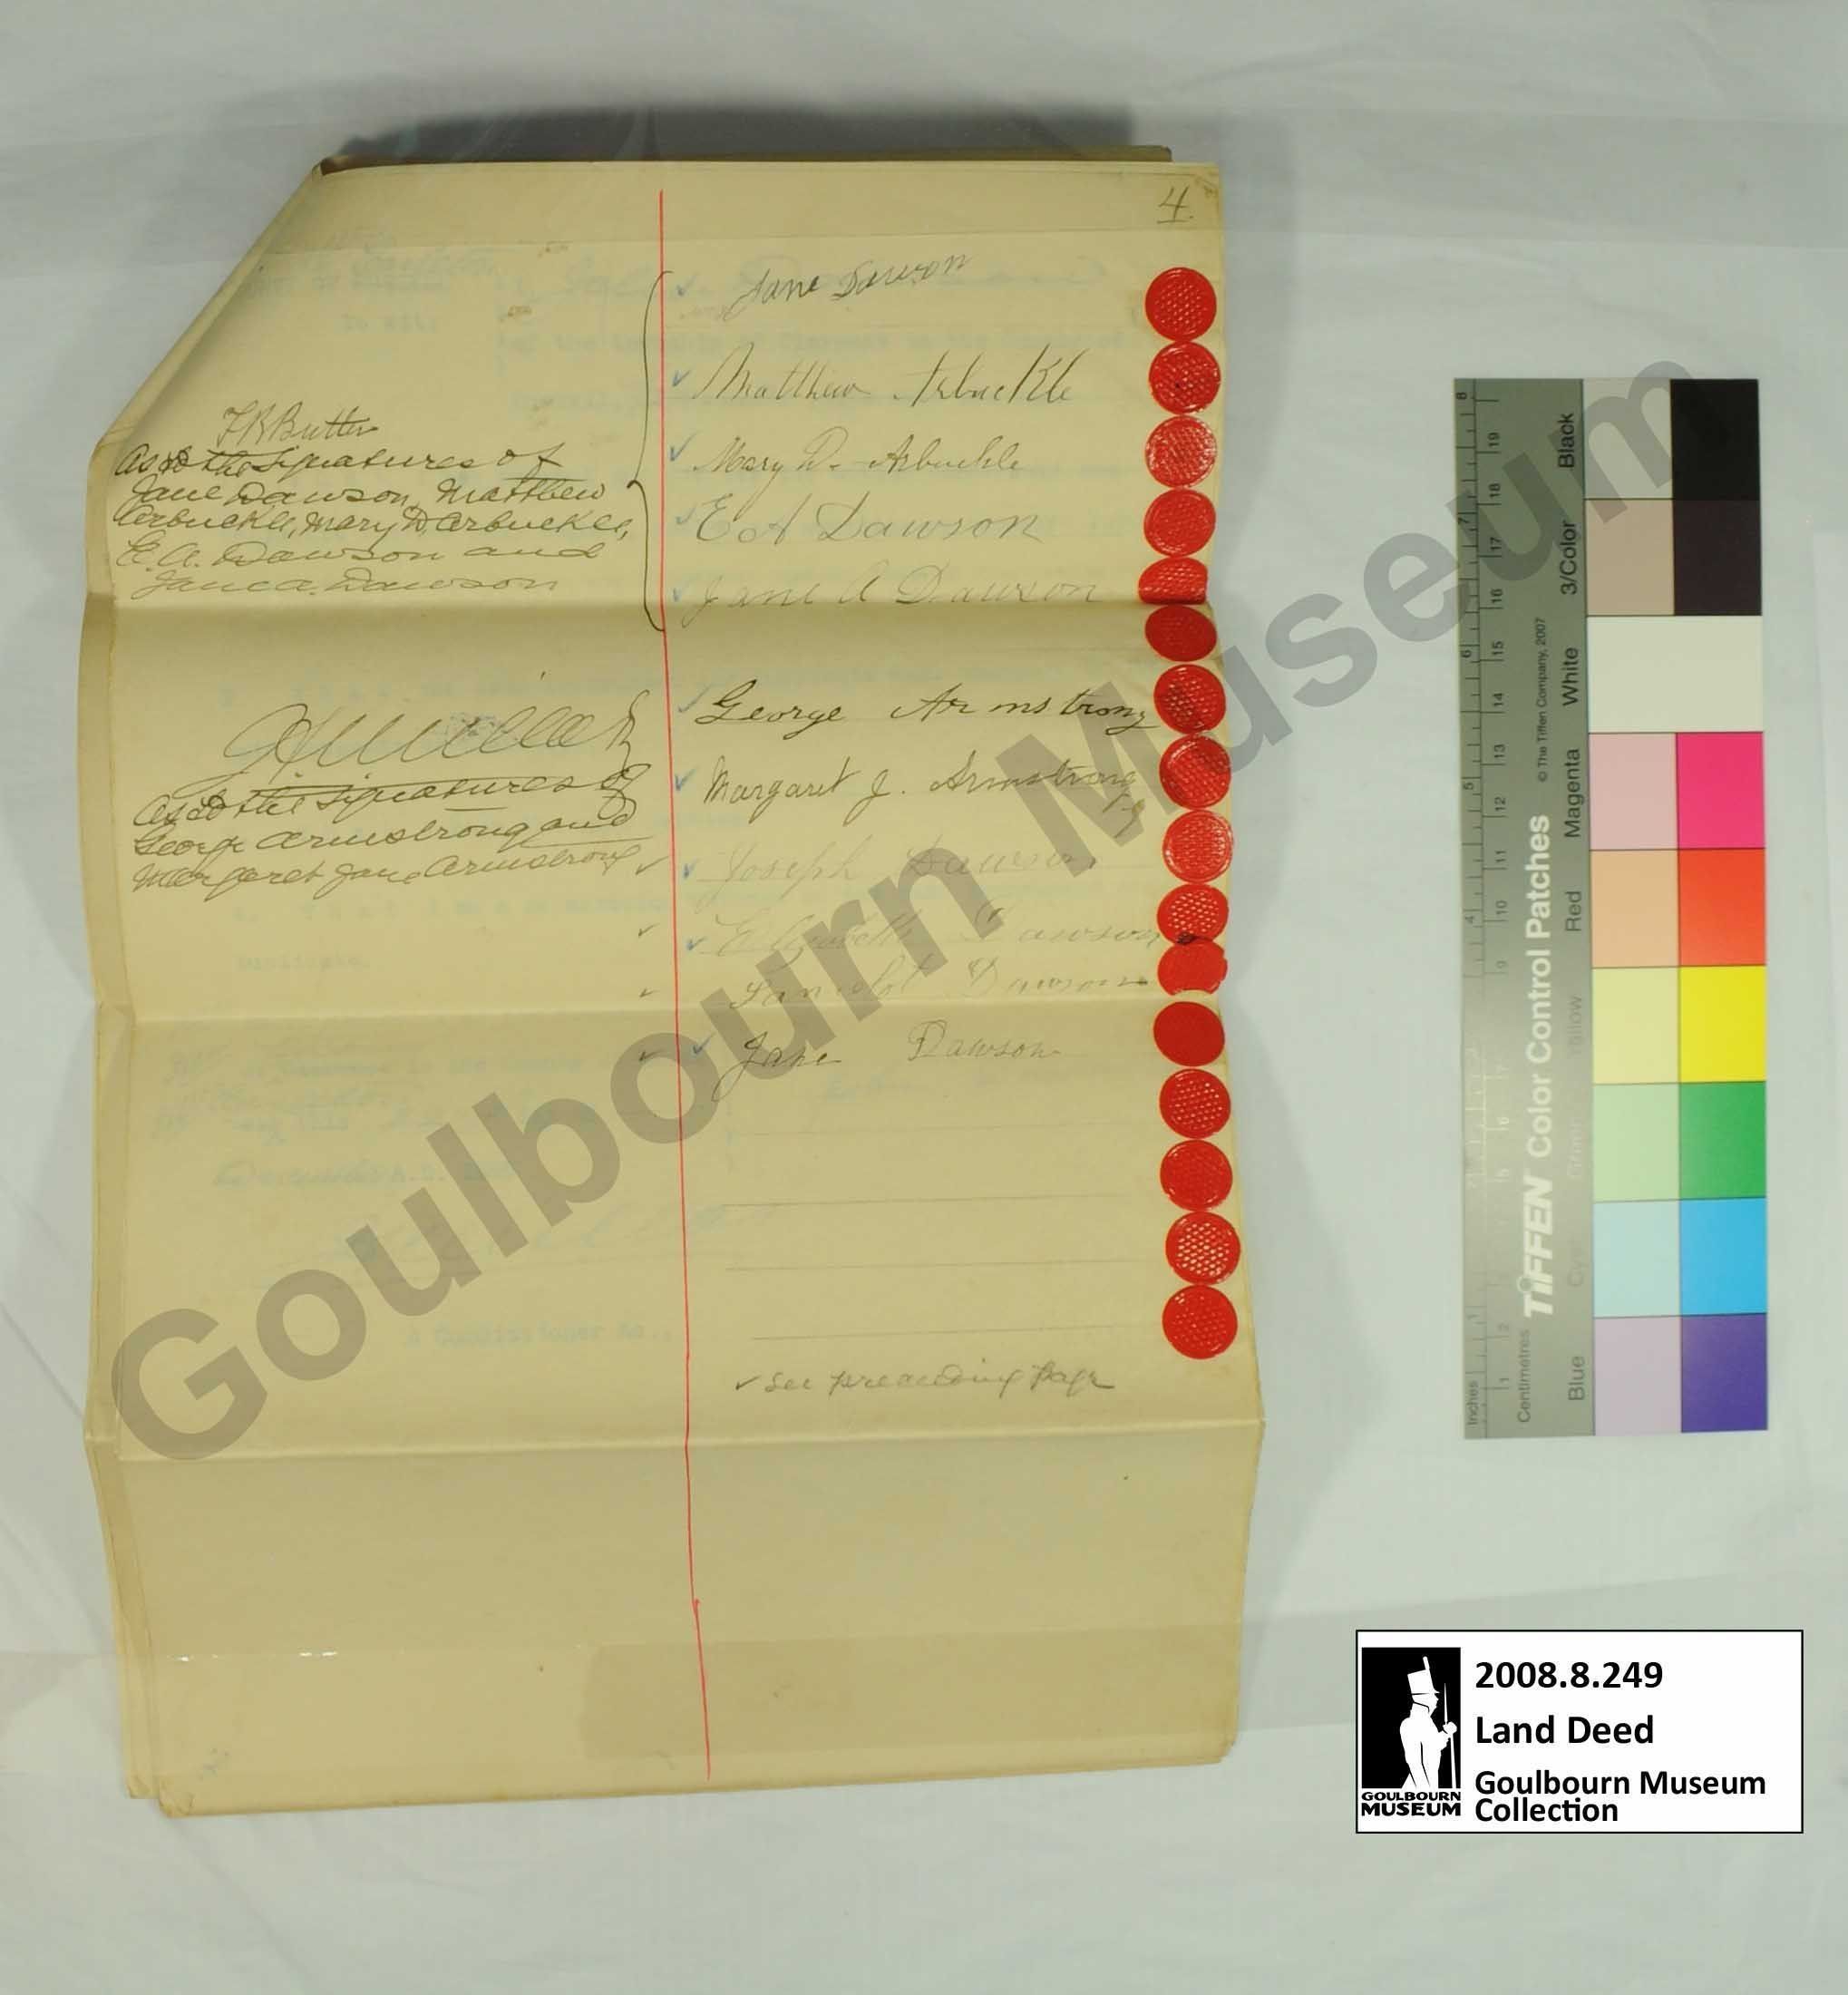 4.
Jane Dawson
Matthew Arbuckle
Mary D. Arbuckle
E A Dawson
Jane A Dawson
As to the signatures of
Jane Dawson, Matthew
Arbuckle, Mary D. Arbuckle,
E. A. Dawson and
Jane A. Dawson
George Armstrong
Margaret J. Armstrong
Joseph Dawson
Elizabeth Dawson
Lancelot Dawson
Jane Dawson
As to the signatures of
George Armstrong and
Margaret Jane Armstrong
see preceeding page
A Commissioner &c.,
Goulbourn Museum
Inches
Centimetres
TIFFEN Color Control Patches
© The Tiffen Company, 2007
Blue
Cyan
Green
Yellow
Red
Magenta
White
3/Color
Black
2008.8.249
Land Deed
Goulbourn Museum
Collection
GOULBOURN
MUSEUM